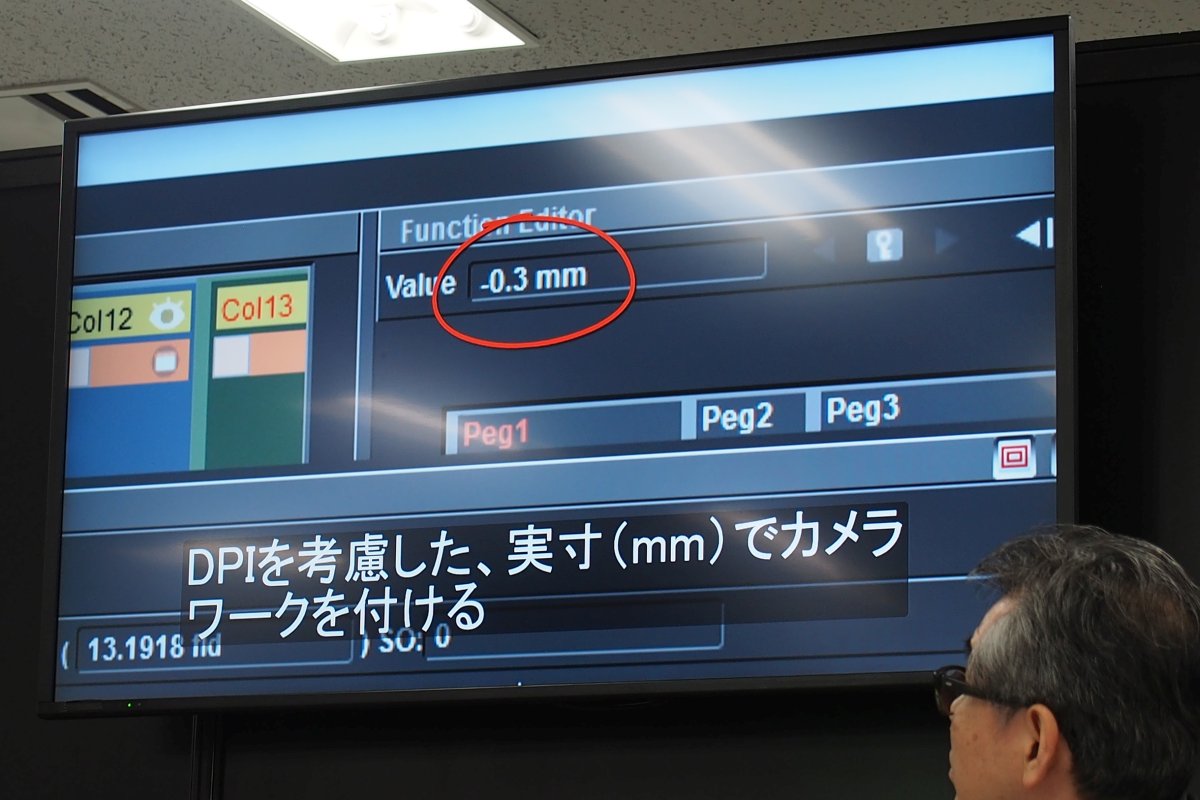 Function Editor
Value -0.3 mm
Col12
Col13
Peg1 Peg2 Peg3
DPIを考慮した、実寸(mm)でカメラ
ワークを付ける
( 13.1918 fld ) SO: 0